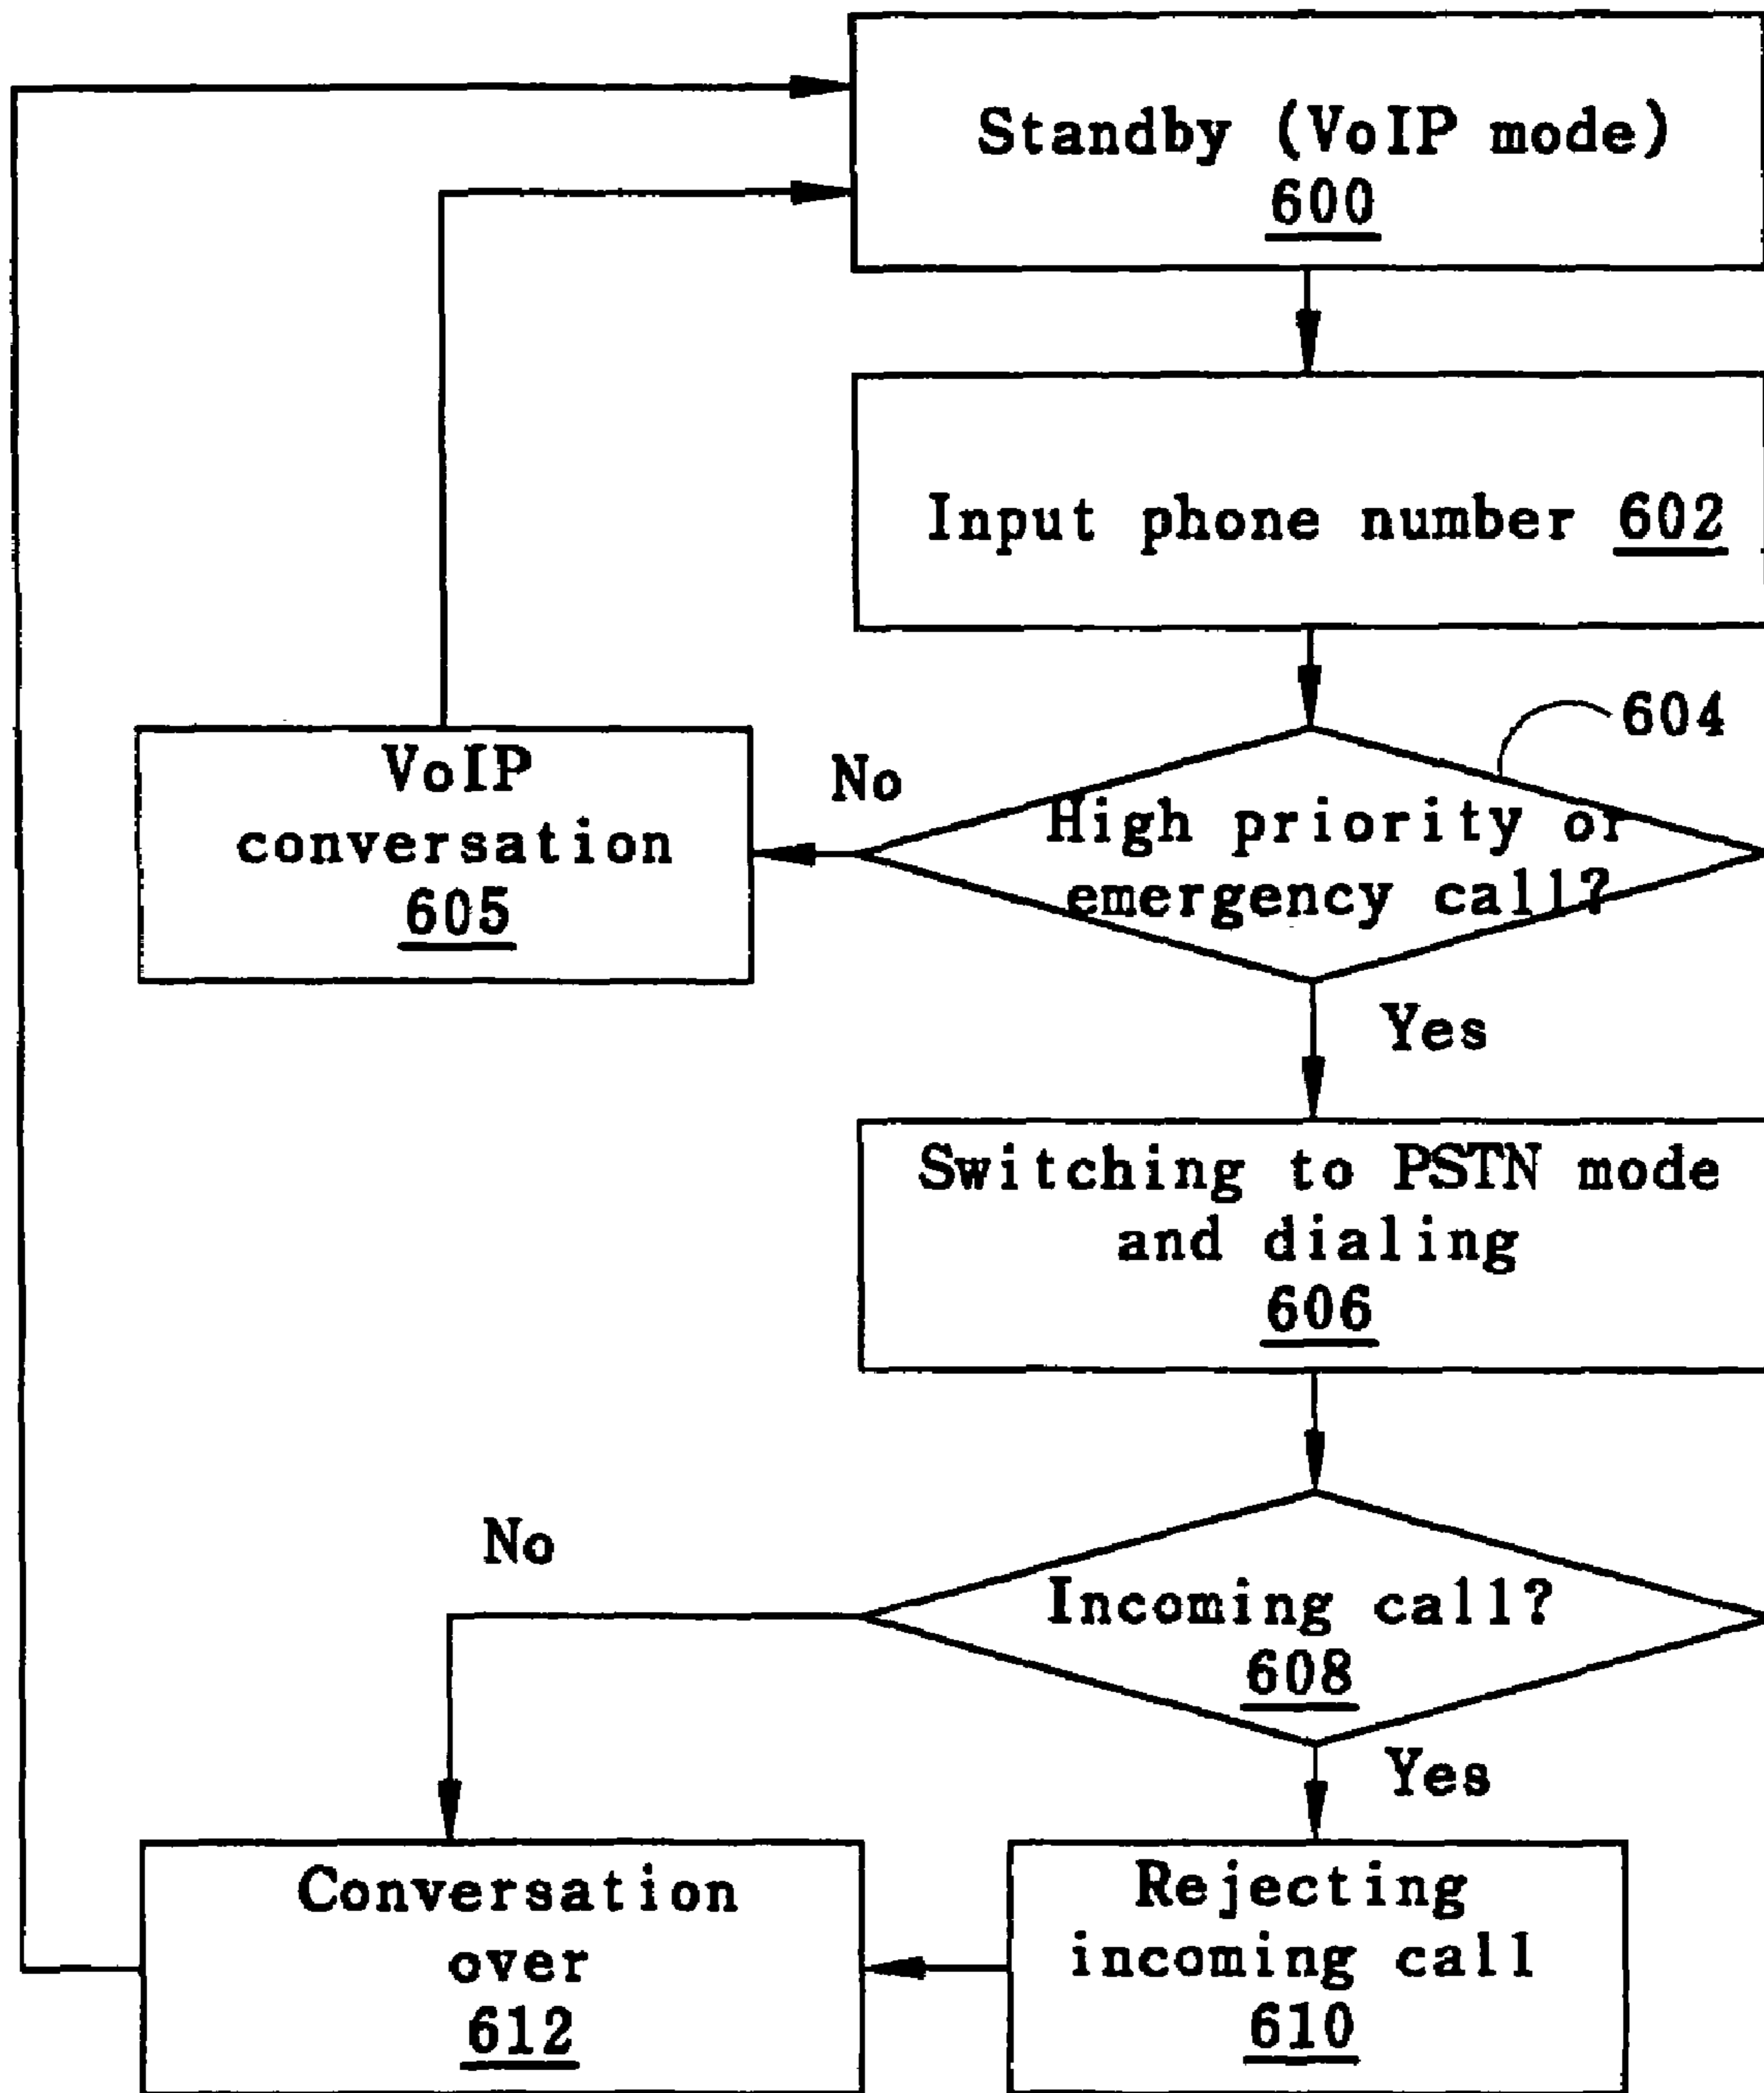 Standby (VoIP mode)
600
Input phone number 602
604
No
High priority or
emergency call?
VoIP
conversation
605
Yes
Switching to PSTN mode
and dialing
606
No
Incoming call?
608
Yes
Conversation
over
612
Rejecting
incoming call
610